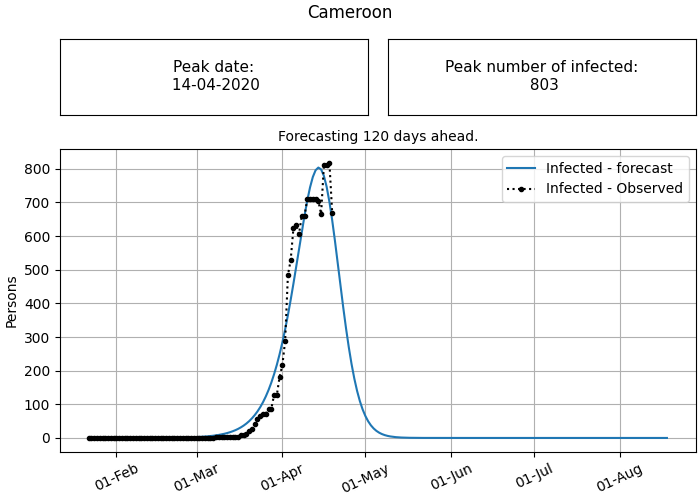 Cameroon
Peak date:
14-04-2020
Peak number of infected:
803
Forecasting 120 days ahead.
Infected - forecast
Infected - Observed
Persons
800
700
600
500
400
300
200
100
0
01-Feb
01-Mar
01-Apr
01-May
01-Jun
01-Jul
01-Aug